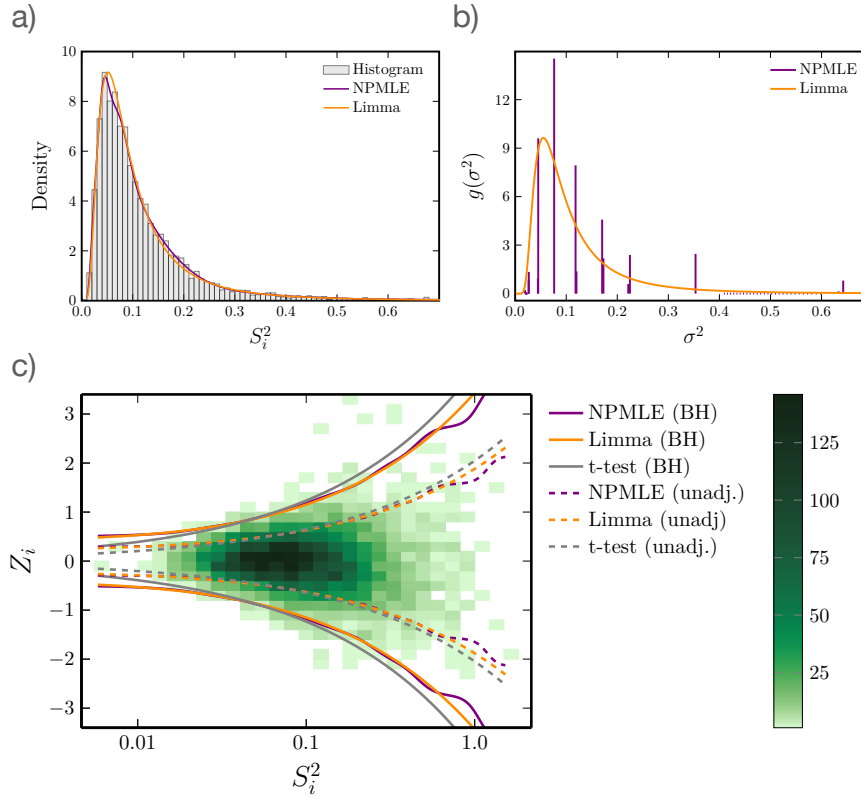 a)
10
8
6
4
2
0
0.0 0.1 0.2 0.3 0.4 0.5 0.6
Density
S_i^2
Histogram
NPMLE
Limma
b)
12
9
6
3
0
0.0 0.1 0.2 0.3 0.4 0.5 0.6
g(σ^2)
σ^2
NPMLE
Limma
c)
3
2
1
0
−1
−2
−3
0.01 0.1 1.0
Z_i
S_i^2
NPMLE (BH)
Limma (BH)
t-test (BH)
NPMLE (unadj.)
Limma (unadj)
t-test (unadj.)
125
100
75
50
25